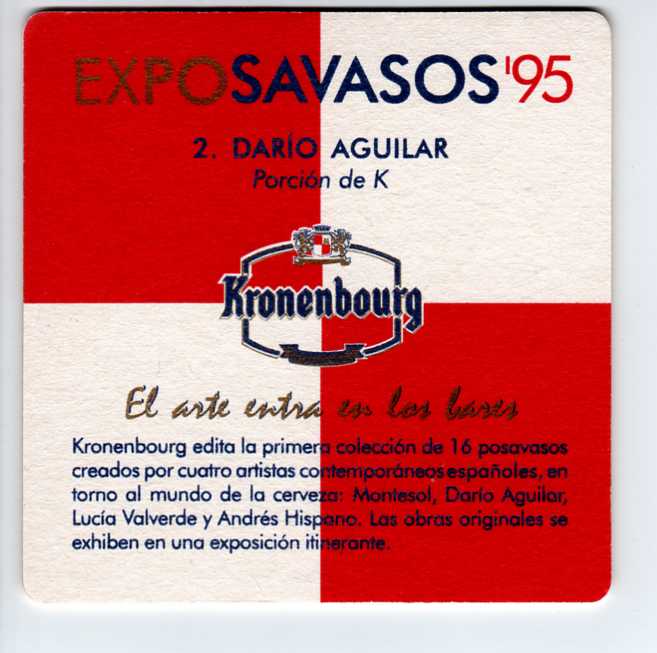 EXPOSAVASOS '95
2. DARÍO AGUILAR
Porción de K
Kronenbourg
El arte entra en los bares
Kronenbourg edita la primera colección de 16 posavasos
creados por cuatro artistas contemporáneos españoles, en
torno al mundo de la cerveza: Montesol, Darío Aguilar,
Lucía Valverde y Andrés Hispano. Las obras originales se
exhiben en una exposición itinerante.